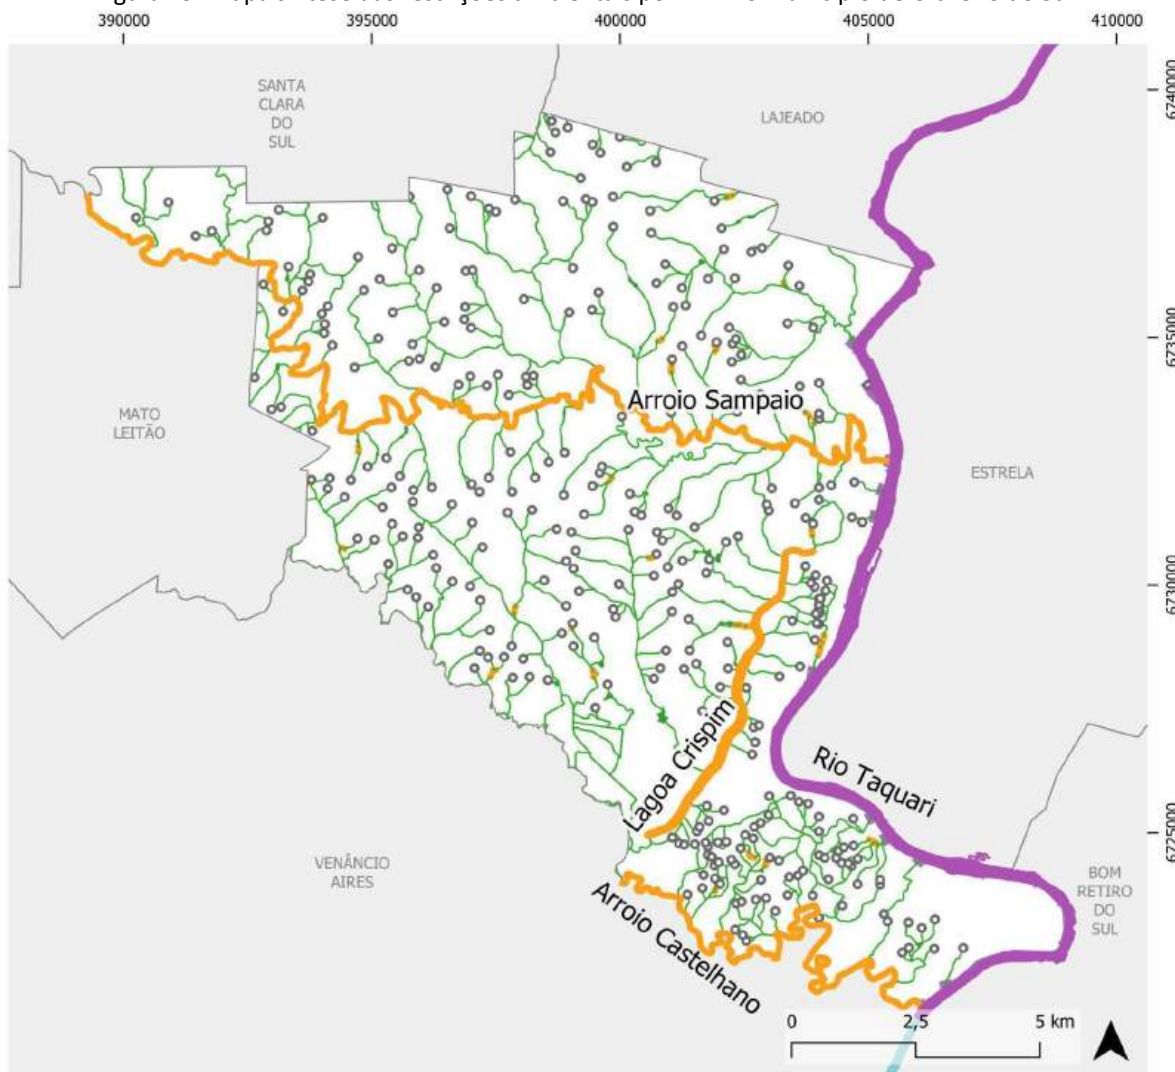 390000
395000
400000
405000
410000
6740000
SANTA
CLARA
DO
SUL
LAJEADO
6735000
Arroio Sampaio
MATO
LEITÃO
ESTRELA
6730000
Lagoa Crispim
Rio Taquari
6725000
VENÂNCIO
AIRES
BOM
RETIRO
DO
SUL
Arroio Castelhano
0
2,5
5 km